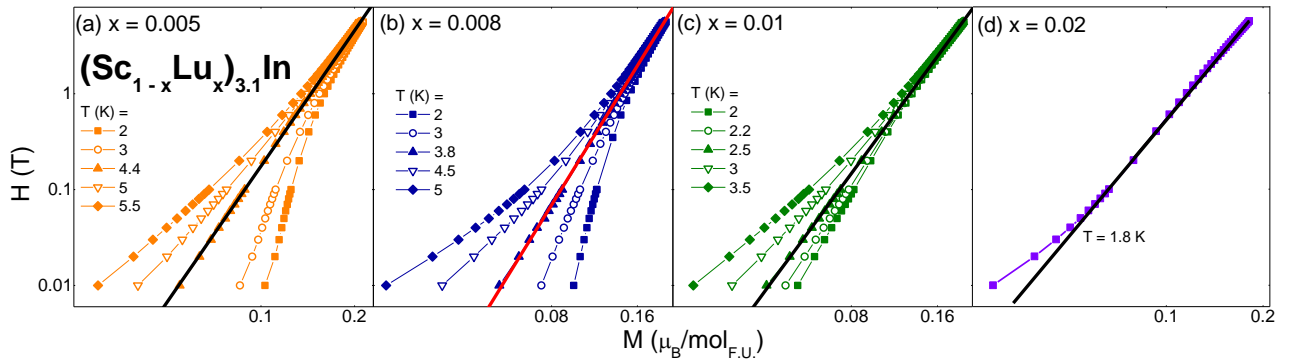 (a) x = 0.005
(Sc1 - xLux)3.1In
T (K) =
2
3
4.4
5
5.5
(b) x = 0.008
T (K) =
2
3
3.8
4.5
5
(c) x = 0.01
T (K) =
2
2.2
2.5
3
3.5
(d) x = 0.02
T = 1.8 K
H (T)
1
0.1
0.01
0.1 0.2
0.08 0.16
0.08 0.16
0.1 0.2
M (μB/molF.U.)